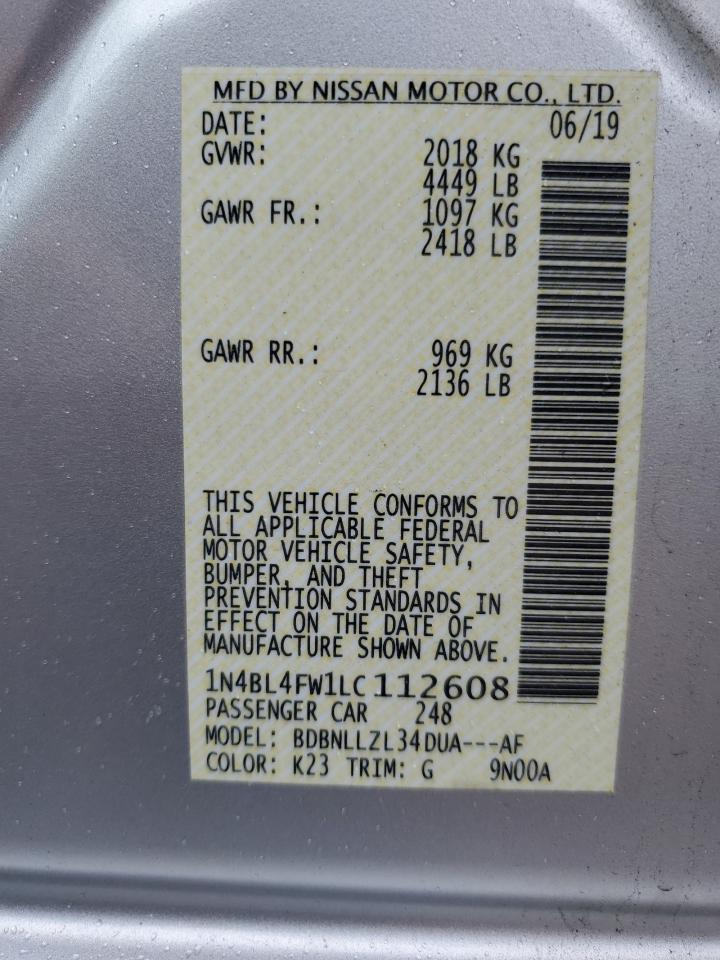 MFD BY NISSAN MOTOR CO., LTD.
DATE: 06/19
GVWR: 2018 KG
4449 LB
GAWR FR.: 1097 KG
2418 LB
GAWR RR.: 969 KG
2136 LB
THIS VEHICLE CONFORMS TO
ALL APPLICABLE FEDERAL
MOTOR VEHICLE SAFETY,
BUMPER, AND THEFT
PREVENTION STANDARDS IN
EFFECT ON THE DATE OF
MANUFACTURE SHOWN ABOVE.
1N4BL4FW1LC112608
PASSENGER CAR 248
MODEL: BDBNLLZL34DUA---AF
COLOR: K23 TRIM: G 9N00A